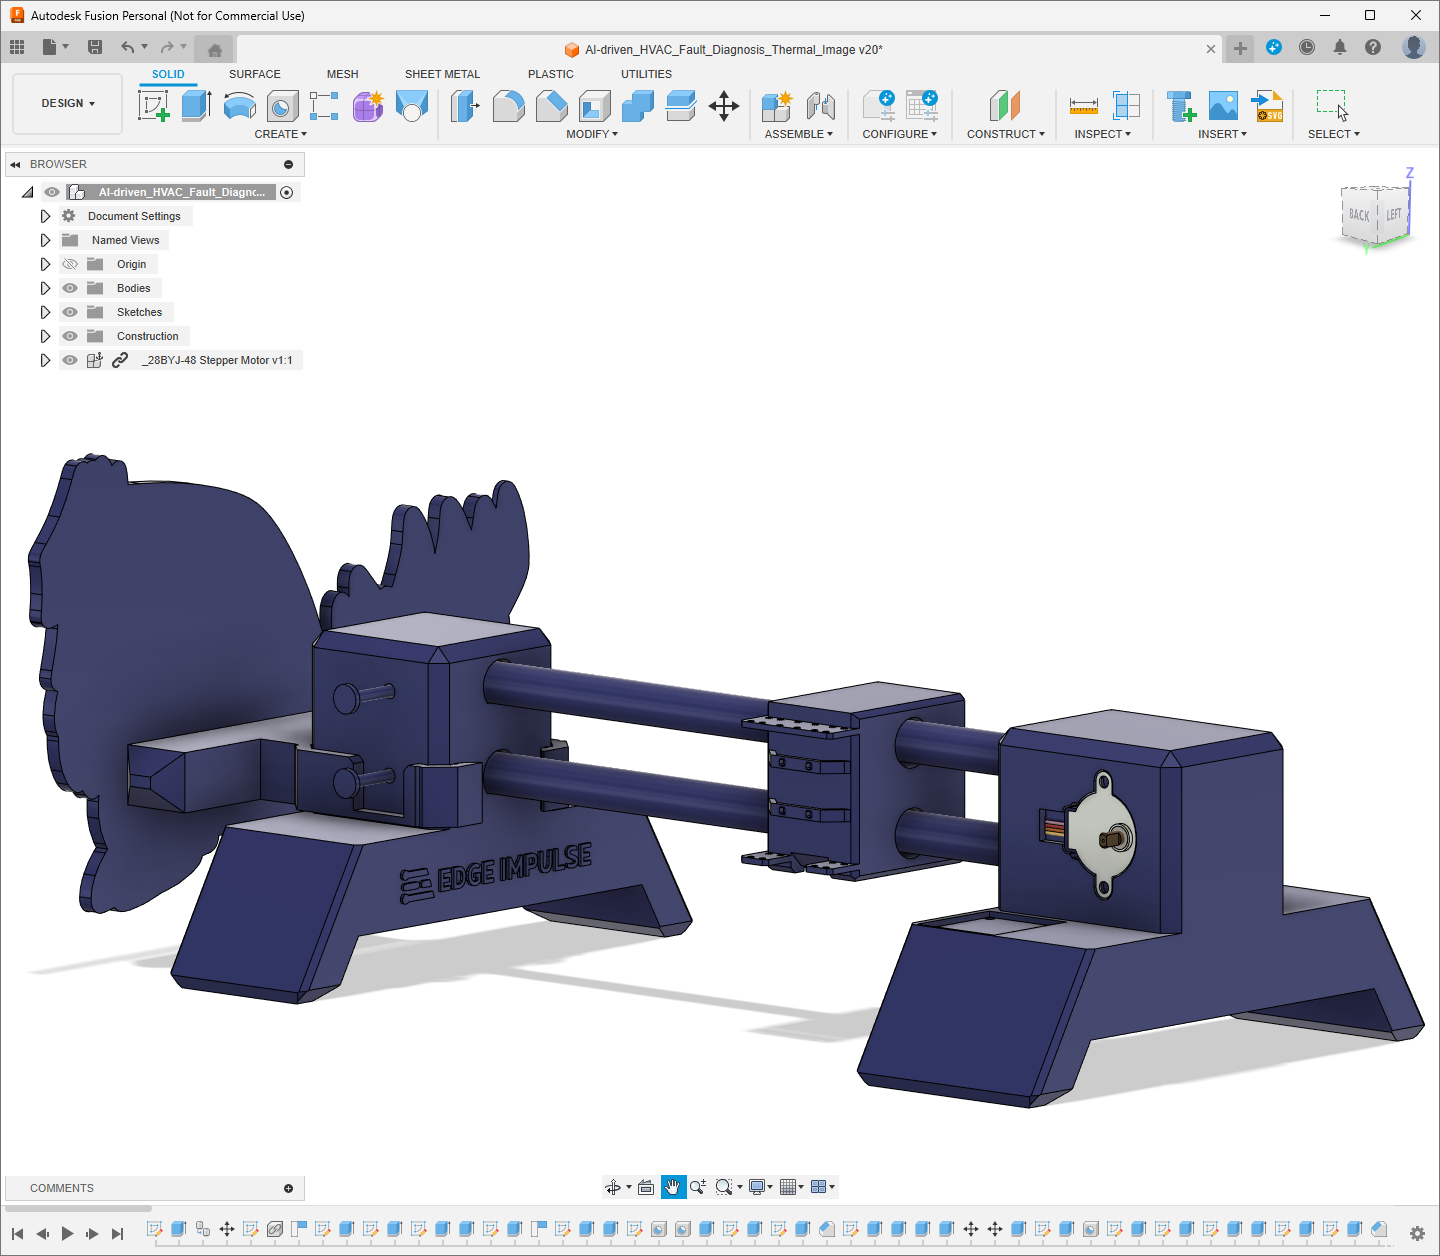 Autodesk Fusion Personal (Not for Commercial Use)
AI-driven_HVAC_Fault_Diagnosis_Thermal_Image v20*
SOLID SURFACE MESH SHEET METAL PLASTIC UTILITIES
DESIGN
CREATE MODIFY ASSEMBLE CONFIGURE CONSTRUCT INSPECT INSERT SELECT
SVG
BROWSER
AI-driven_HVAC_Fault_Diagnc...
Document Settings
Named Views
Origin
Bodies
Sketches
Construction
_28BYJ-48 Stepper Motor v1:1
Z
BACK LEFT
Y
EDGE IMPULSE
COMMENTS